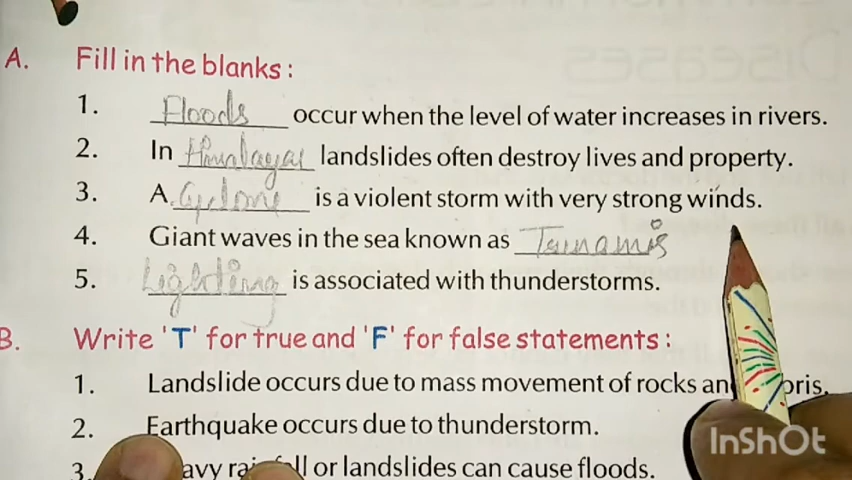 A. Fill in the blanks :
1. Floods occur when the level of water increases in rivers.
2. In Himalayas landslides often destroy lives and property.
3. A Cyclone is a violent storm with very strong winds.
4. Giant waves in the sea known as Tsunamis
5. Lighting is associated with thunderstorms.
B. Write 'T' for true and 'F' for false statements :
1. Landslide occurs due to mass movement of rocks an bris.
2. Earthquake occurs due to thunderstorm.
InShOt
3. avy rainfall or landslides can cause floods.